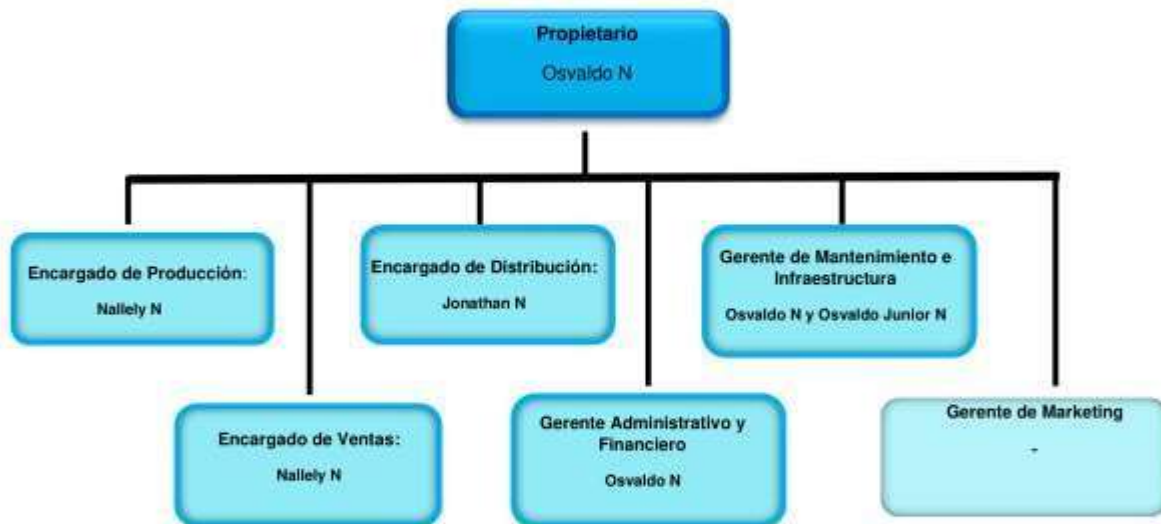 Propietario
Osvaldo N
Encargado de Producción:
Nallely N
Encargado de Distribución:
Jonathan N
Gerente de Mantenimiento e
Infraestructura
Osvaldo N y Osvaldo Junior N
Encargado de Ventas:
Nallely N
Gerente Administrativo y
Financiero
Osvaldo N
Gerente de Marketing
-